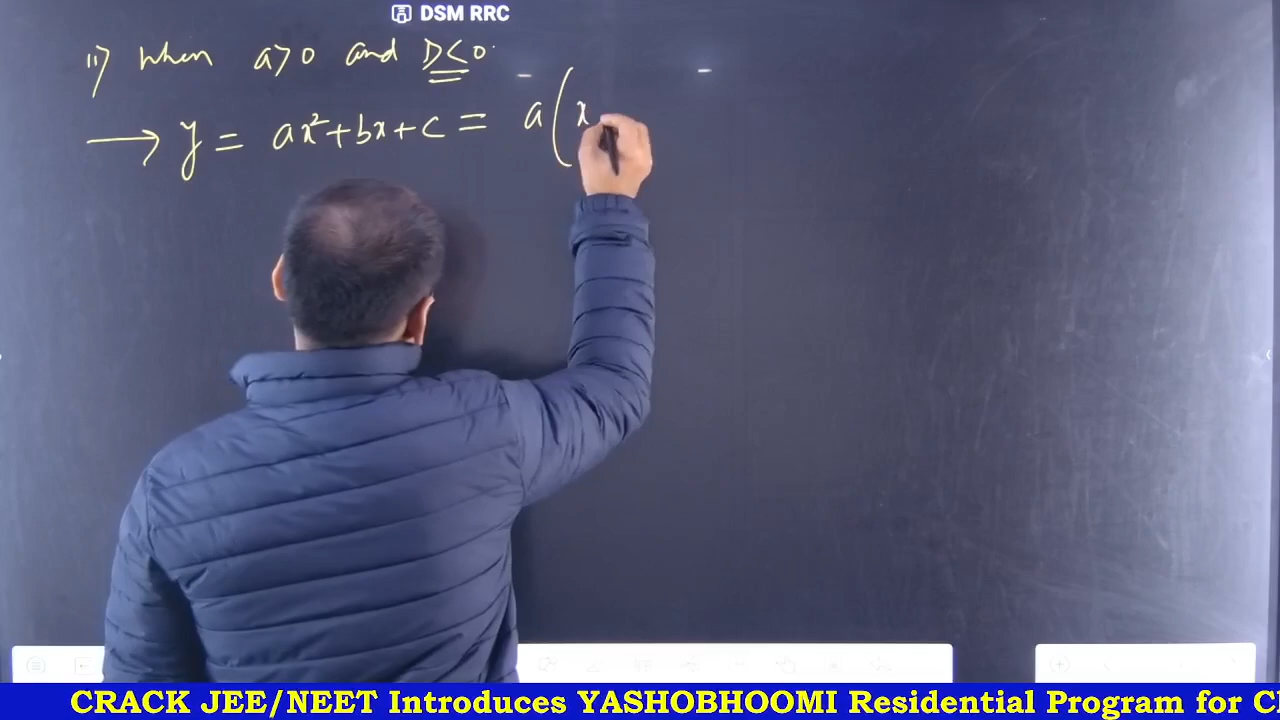 DSM RRC
ii) When a>0 and D<0.
→ y = ax²+bx+c = a(x
CRACK JEE/NEET Introduces YASHOBHOOMI Residential Program for